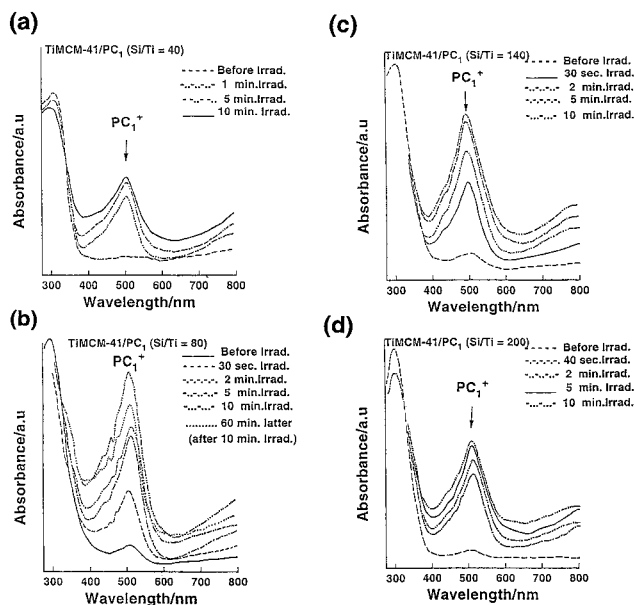 (a)
TiMCM-41/PC1 (Si/Ti = 40)
Before Irrad.
1 min.Irrad.
5 min.Irrad.
10 min. Irrad.
PC1+
Absorbance/a.u
300 400 500 600 700 800
Wavelength/nm
(b)
TiMCM-41/PC1 (Si/Ti = 80)
Before Irrad.
30 sec.Irrad.
2 min.Irrad.
5 min.Irrad.
10 min.Irrad.
60 min. latter
(after 10 min. Irrad.)
PC1+
Absorbance/a.u
300 400 500 600 700 800
Wavelength/nm
(c)
TiMCM-41/PC1 (Si/Ti = 140)
Before Irrad.
30 sec. Irrad.
2 min. Irrad.
5 min. Irrad.
10 min. Irrad.
PC1+
Absorbance/a.u
300 400 500 600 700 800
Wavelength/nm
(d)
TiMCM-41/PC1 (Si/Ti = 200)
Before Irrad.
40 sec. Irrad.
2 min. Irrad.
5 min. Irrad.
10 min. Irrad.
PC1+
Absorbance/a.u
300 400 500 600 700 800
Wavelength/nm